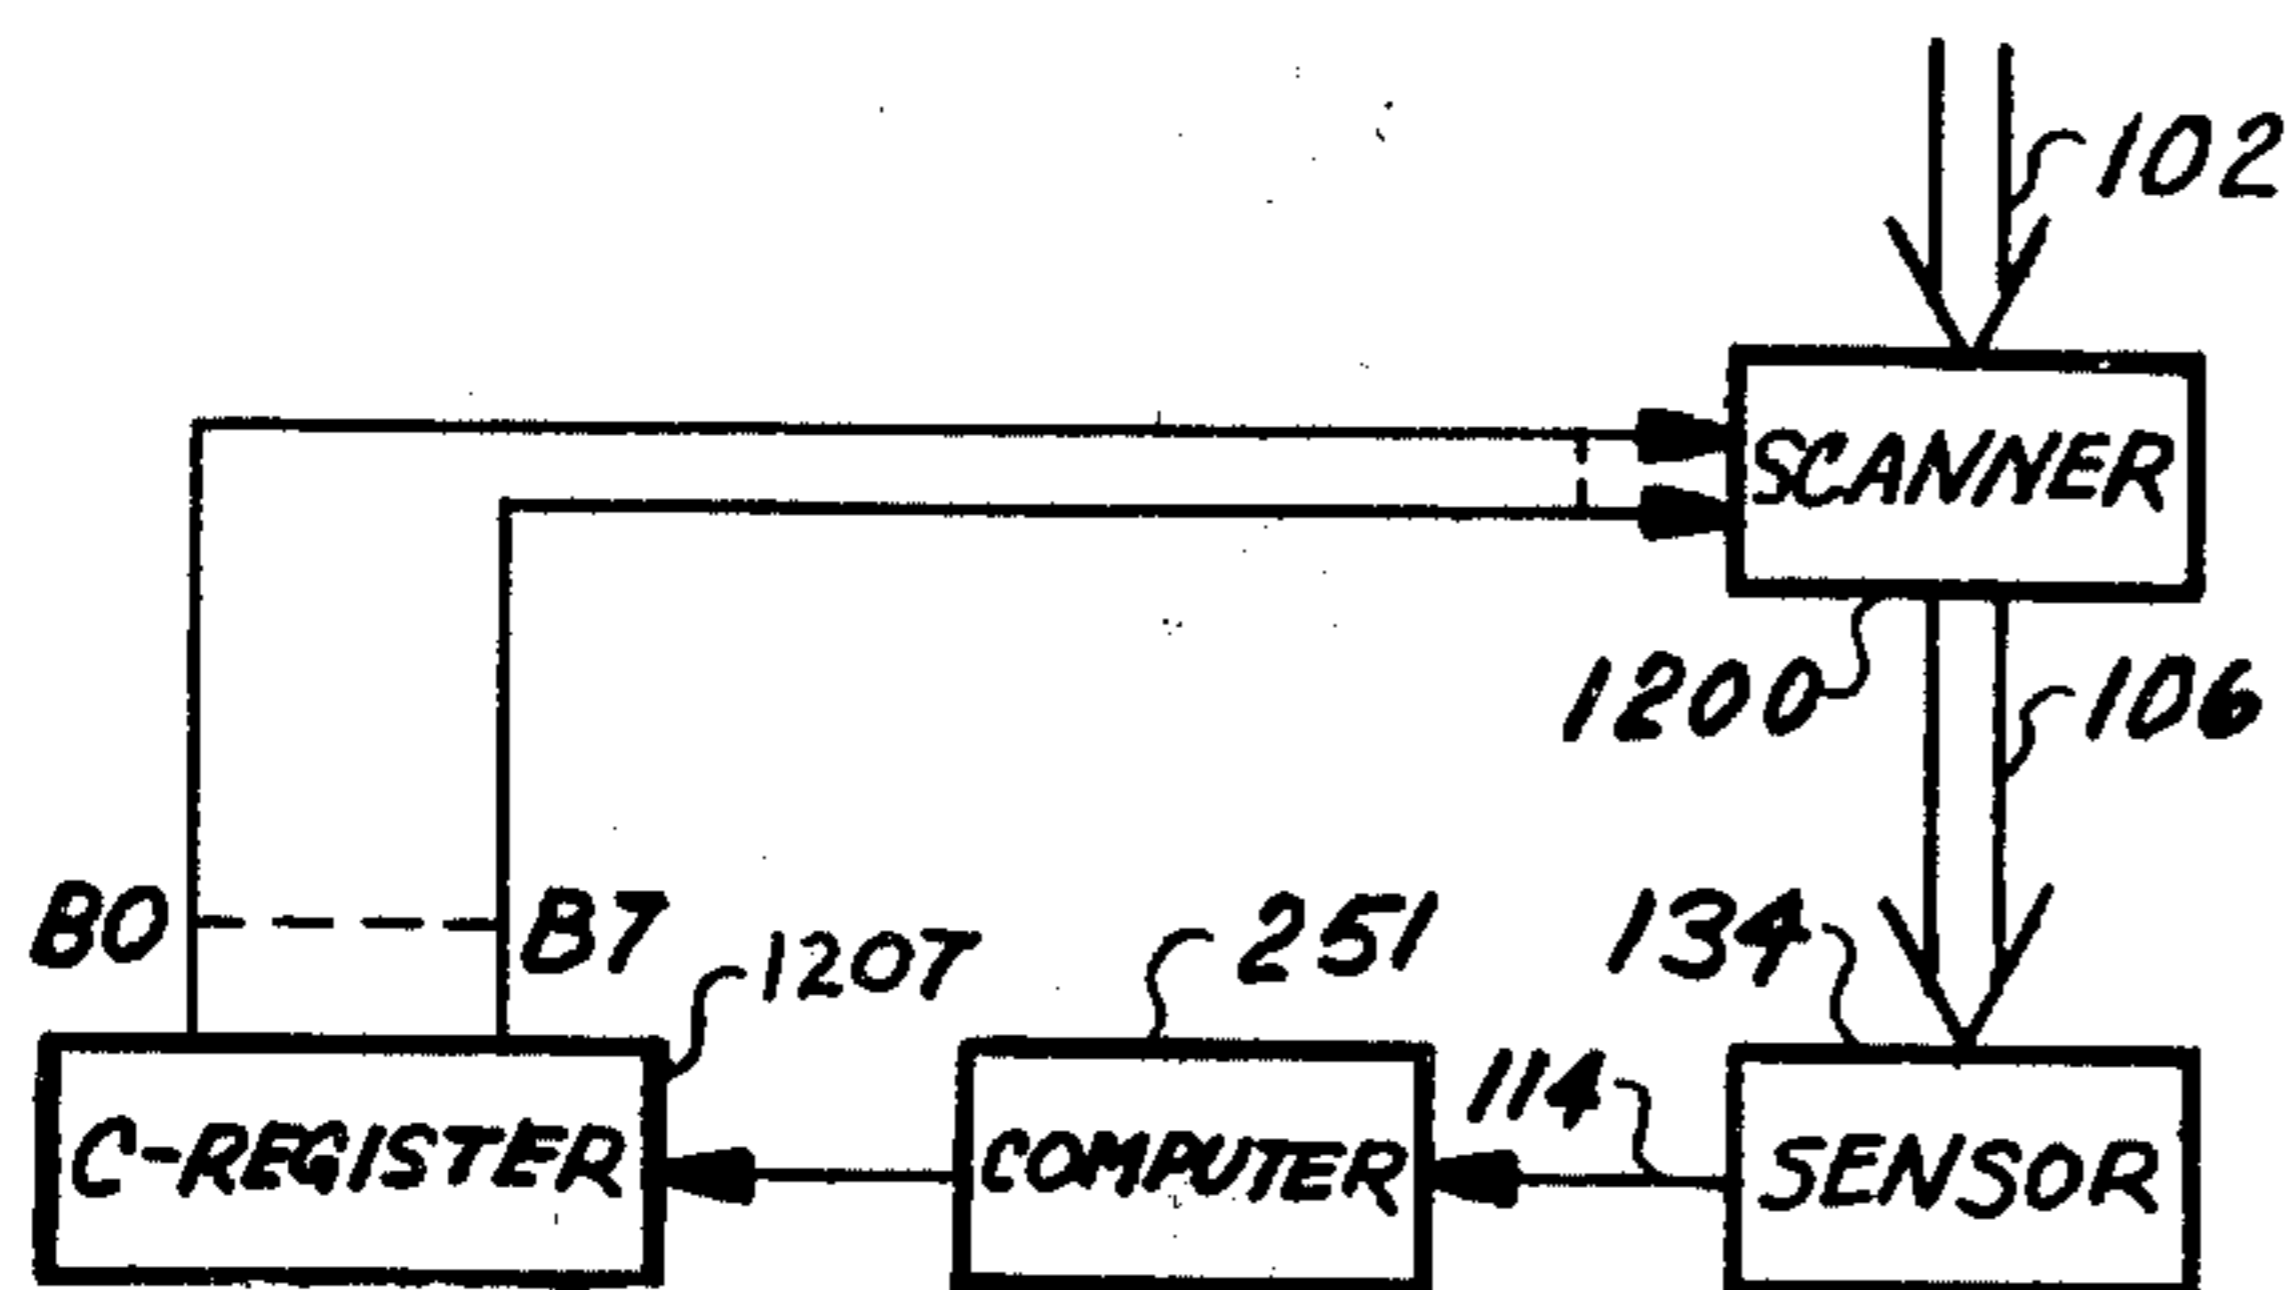 102
SCANNER
1200
106
B0
B7
1207
251
134
114
C-REGISTER
COMPUTER
SENSOR